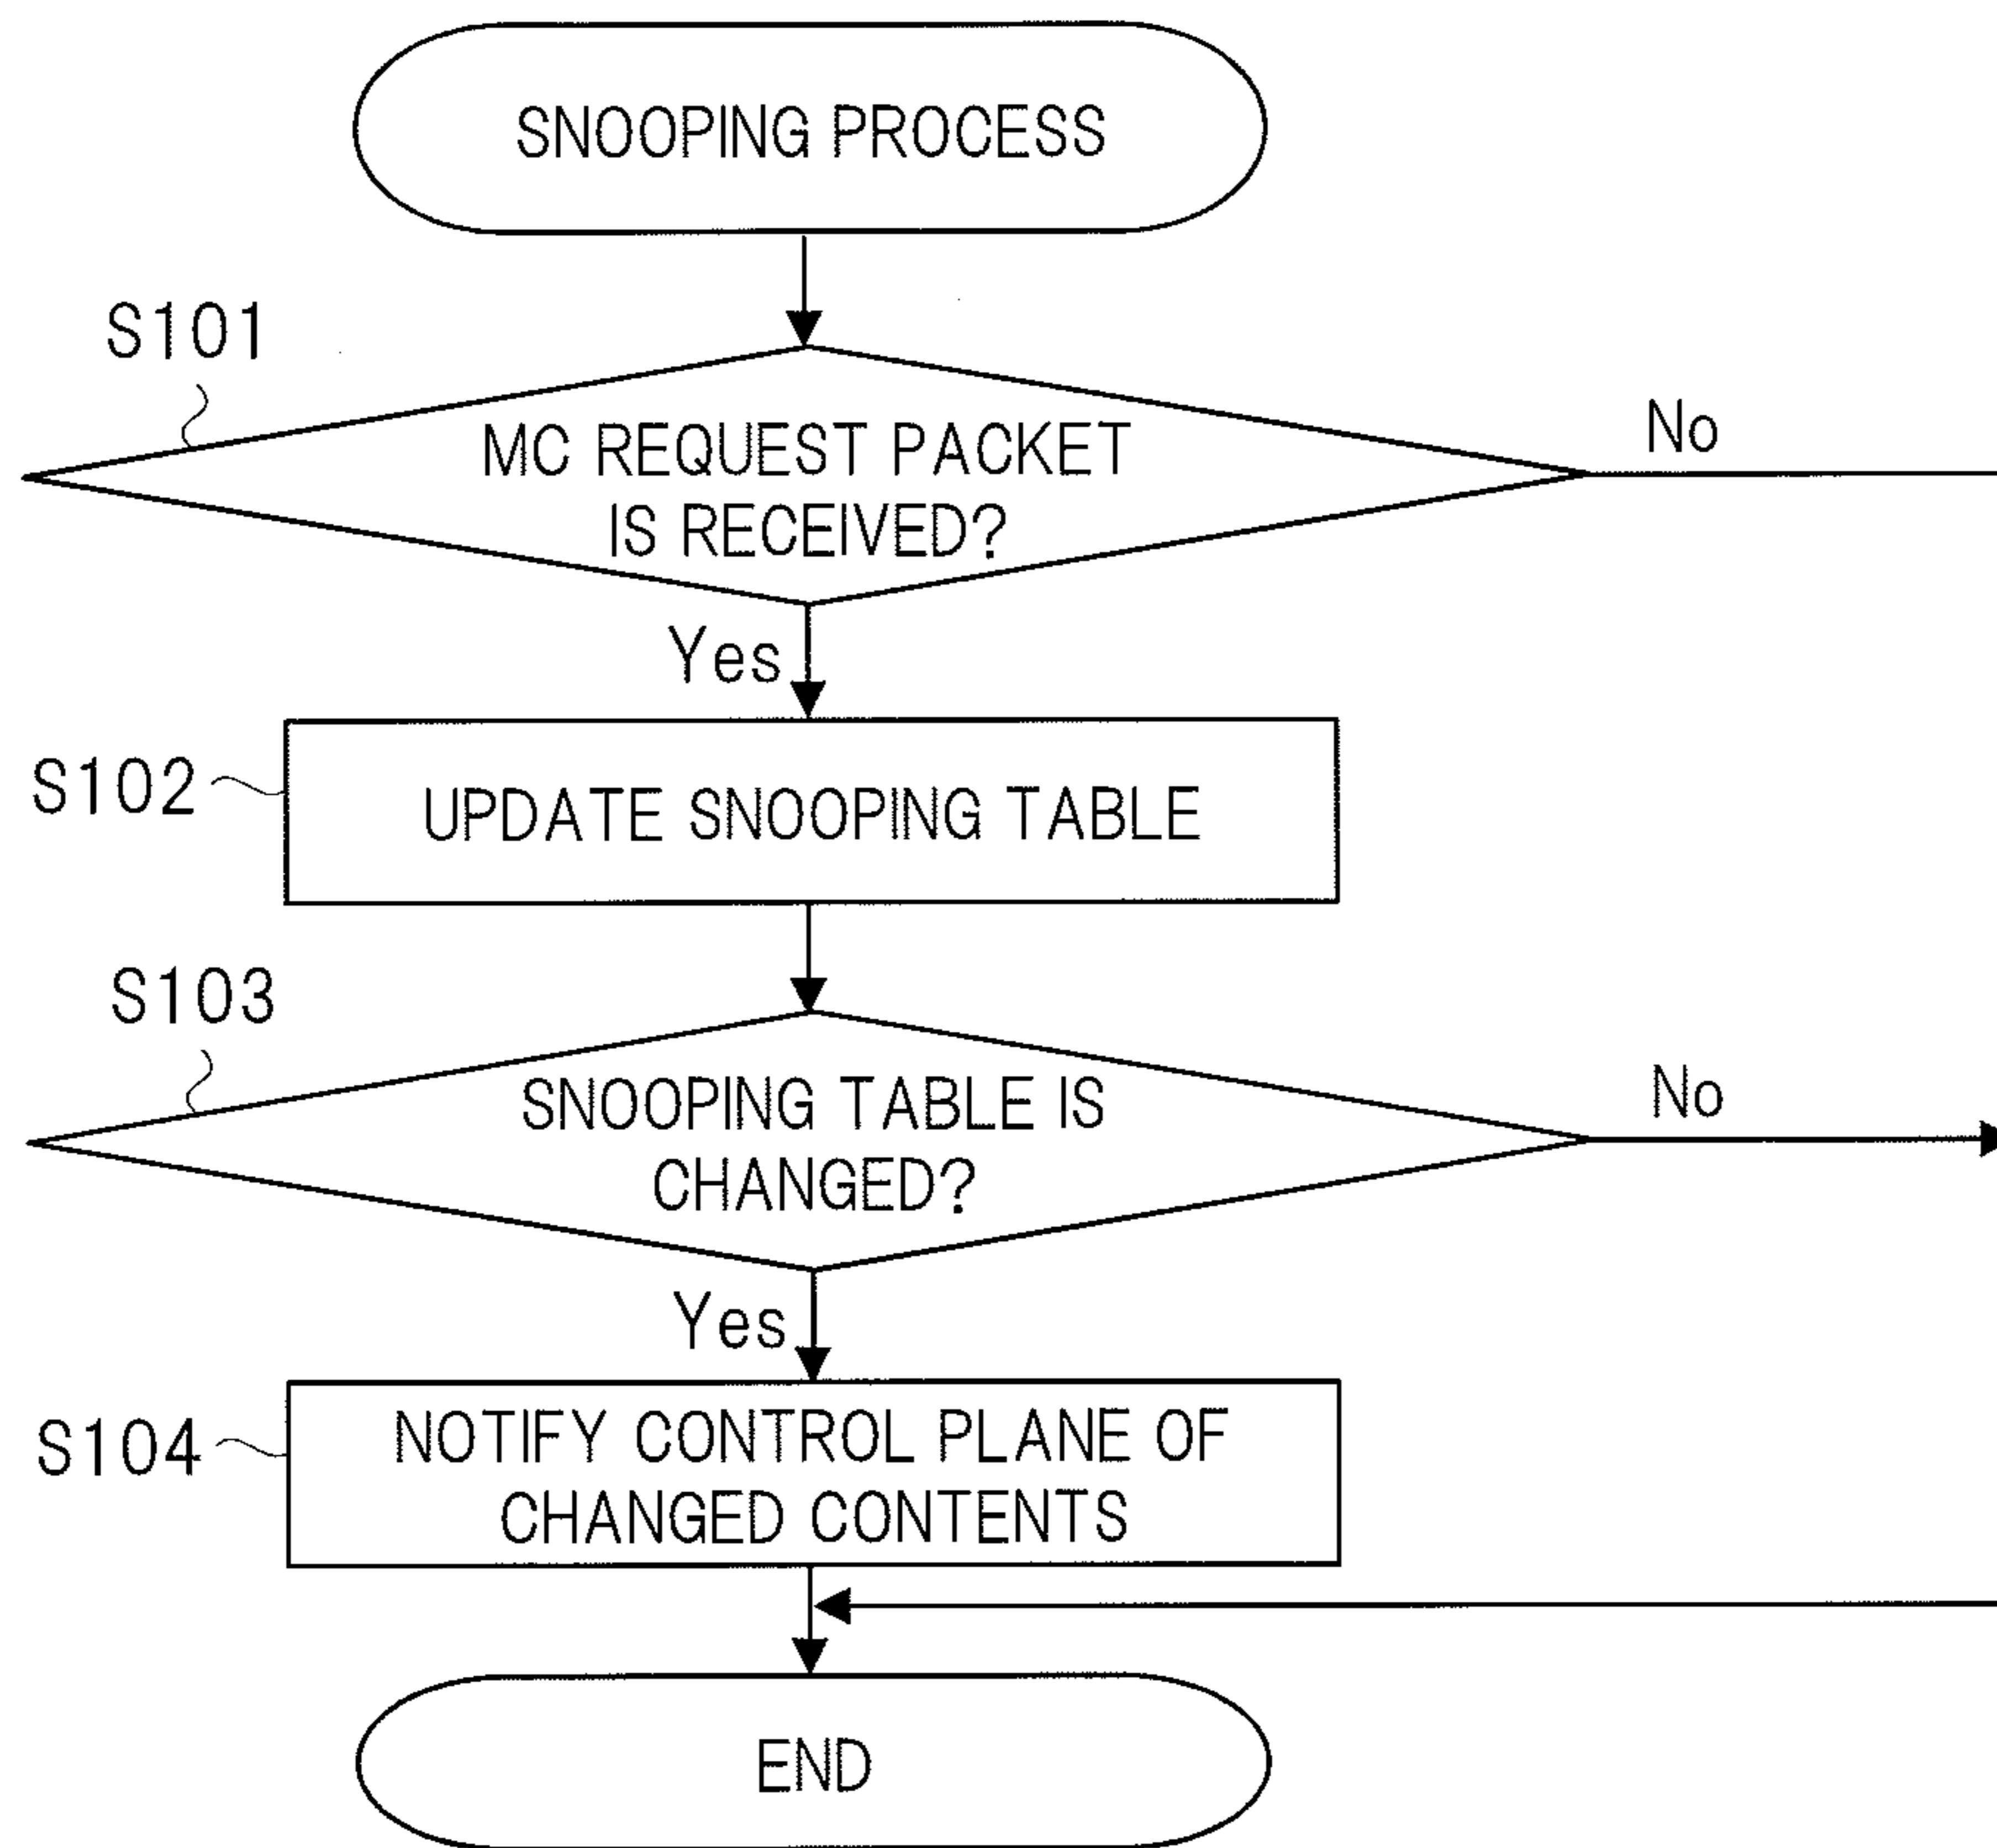 SNOOPING PROCESS
S101
MC REQUEST PACKET
IS RECEIVED?
No
Yes
S102
UPDATE SNOOPING TABLE
S103
SNOOPING TABLE IS
CHANGED?
No
Yes
S104
NOTIFY CONTROL PLANE OF
CHANGED CONTENTS
END